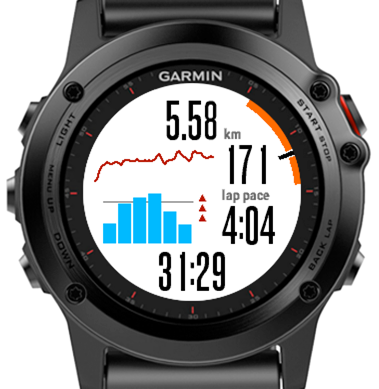 GARMIN
LIGHT
START STOP
5.58 km
171
MENU UP
lap pace
4:04
DOWN
BACK LAP
31:29
30